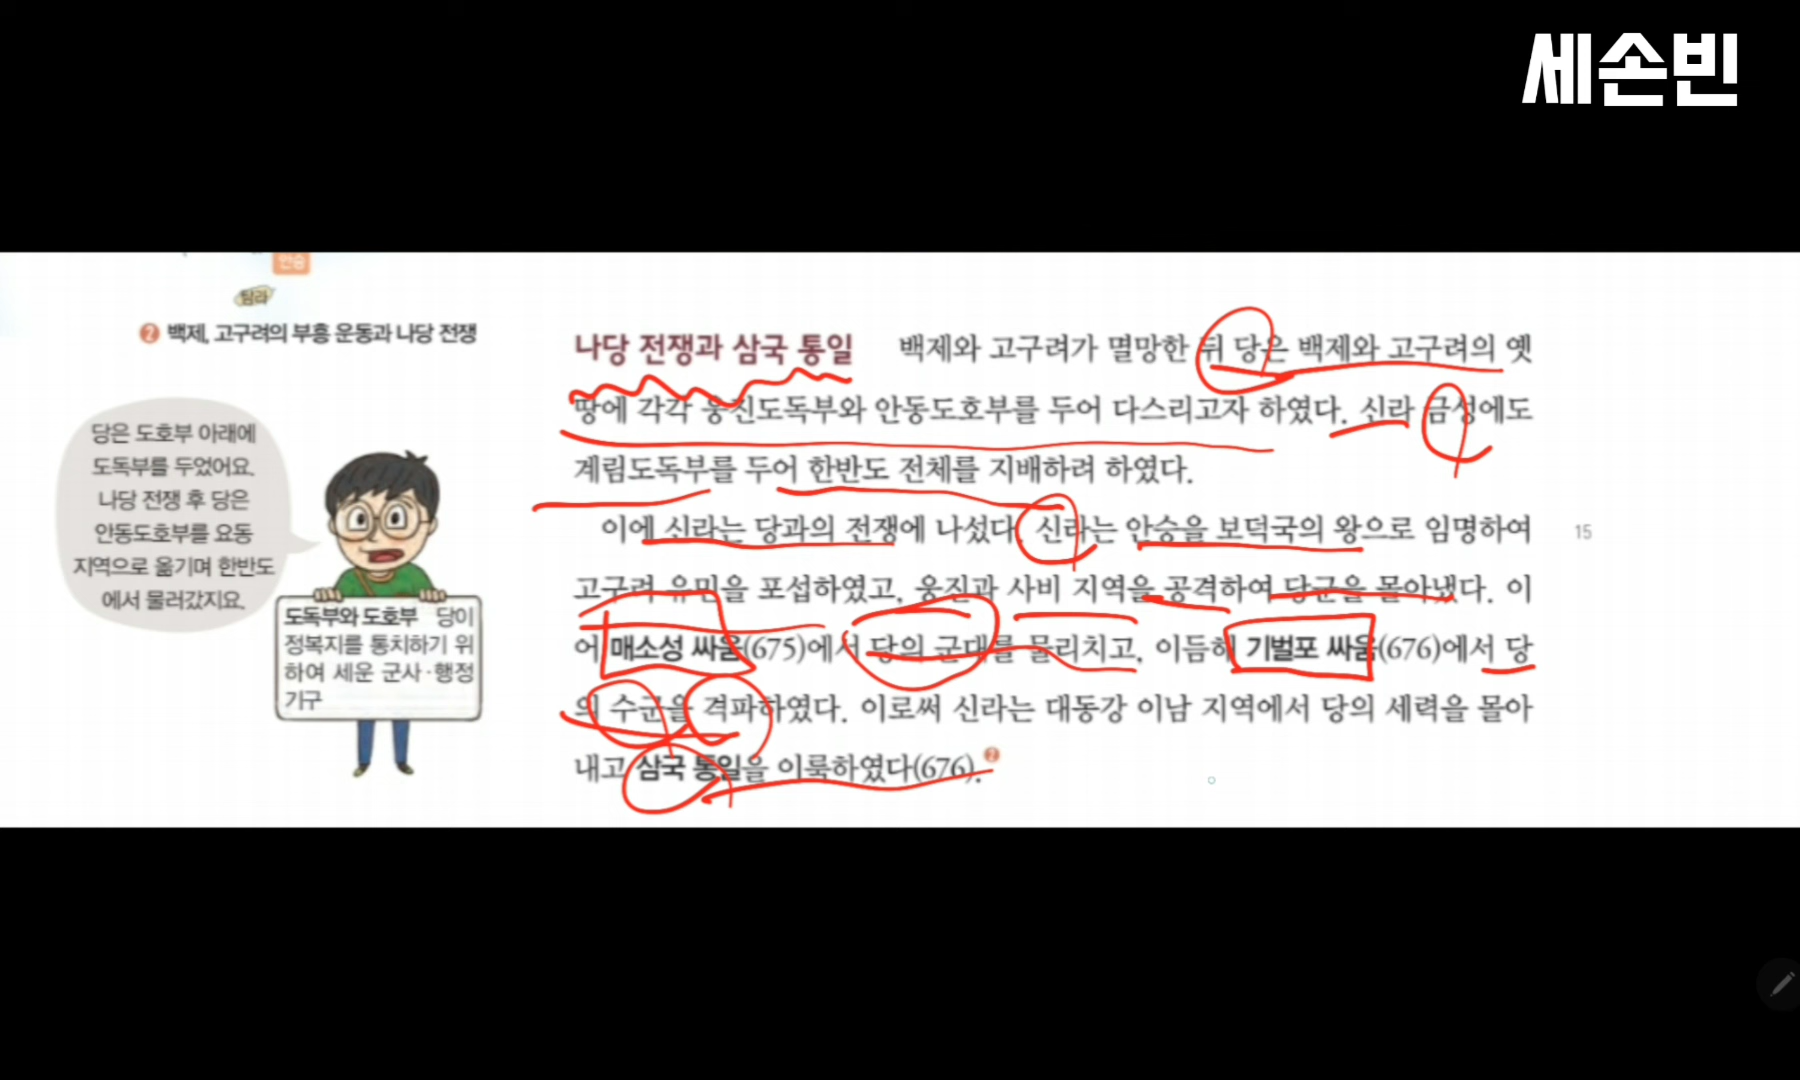 세손빈
안승
탐라
2 백제, 고구려의 부흥 운동과 나당 전쟁
당은 도호부 아래에
도독부를 두었어요.
나당 전쟁 후 당은
안동도호부를 요동
지역으로 옮기며 한반도
에서 물러갔지요.
도독부와 도호부 당이
정복지를 통치하기 위
하여 세운 군사·행정
기구
나당 전쟁과 삼국 통일 백제와 고구려가 멸망한 뒤 당은 백제와 고구려의 옛
땅에 각각 웅진도독부와 안동도호부를 두어 다스리고자 하였다. 신라 금성에도
계림도독부를 두어 한반도 전체를 지배하려 하였다.
이에 신라는 당과의 전쟁에 나섰다. 신라는 안승을 보덕국의 왕으로 임명하여
15
고구려 유민을 포섭하였고, 웅진과 사비 지역을 공격하여 당군을 몰아냈다. 이
어 매소성 싸움(675)에서 당의 군대를 물리치고, 이듬해 기벌포 싸움(676)에서 당
의 수군을 격파하였다. 이로써 신라는 대동강 이남 지역에서 당의 세력을 몰아
내고 삼국 통일을 이룩하였다(676). 2